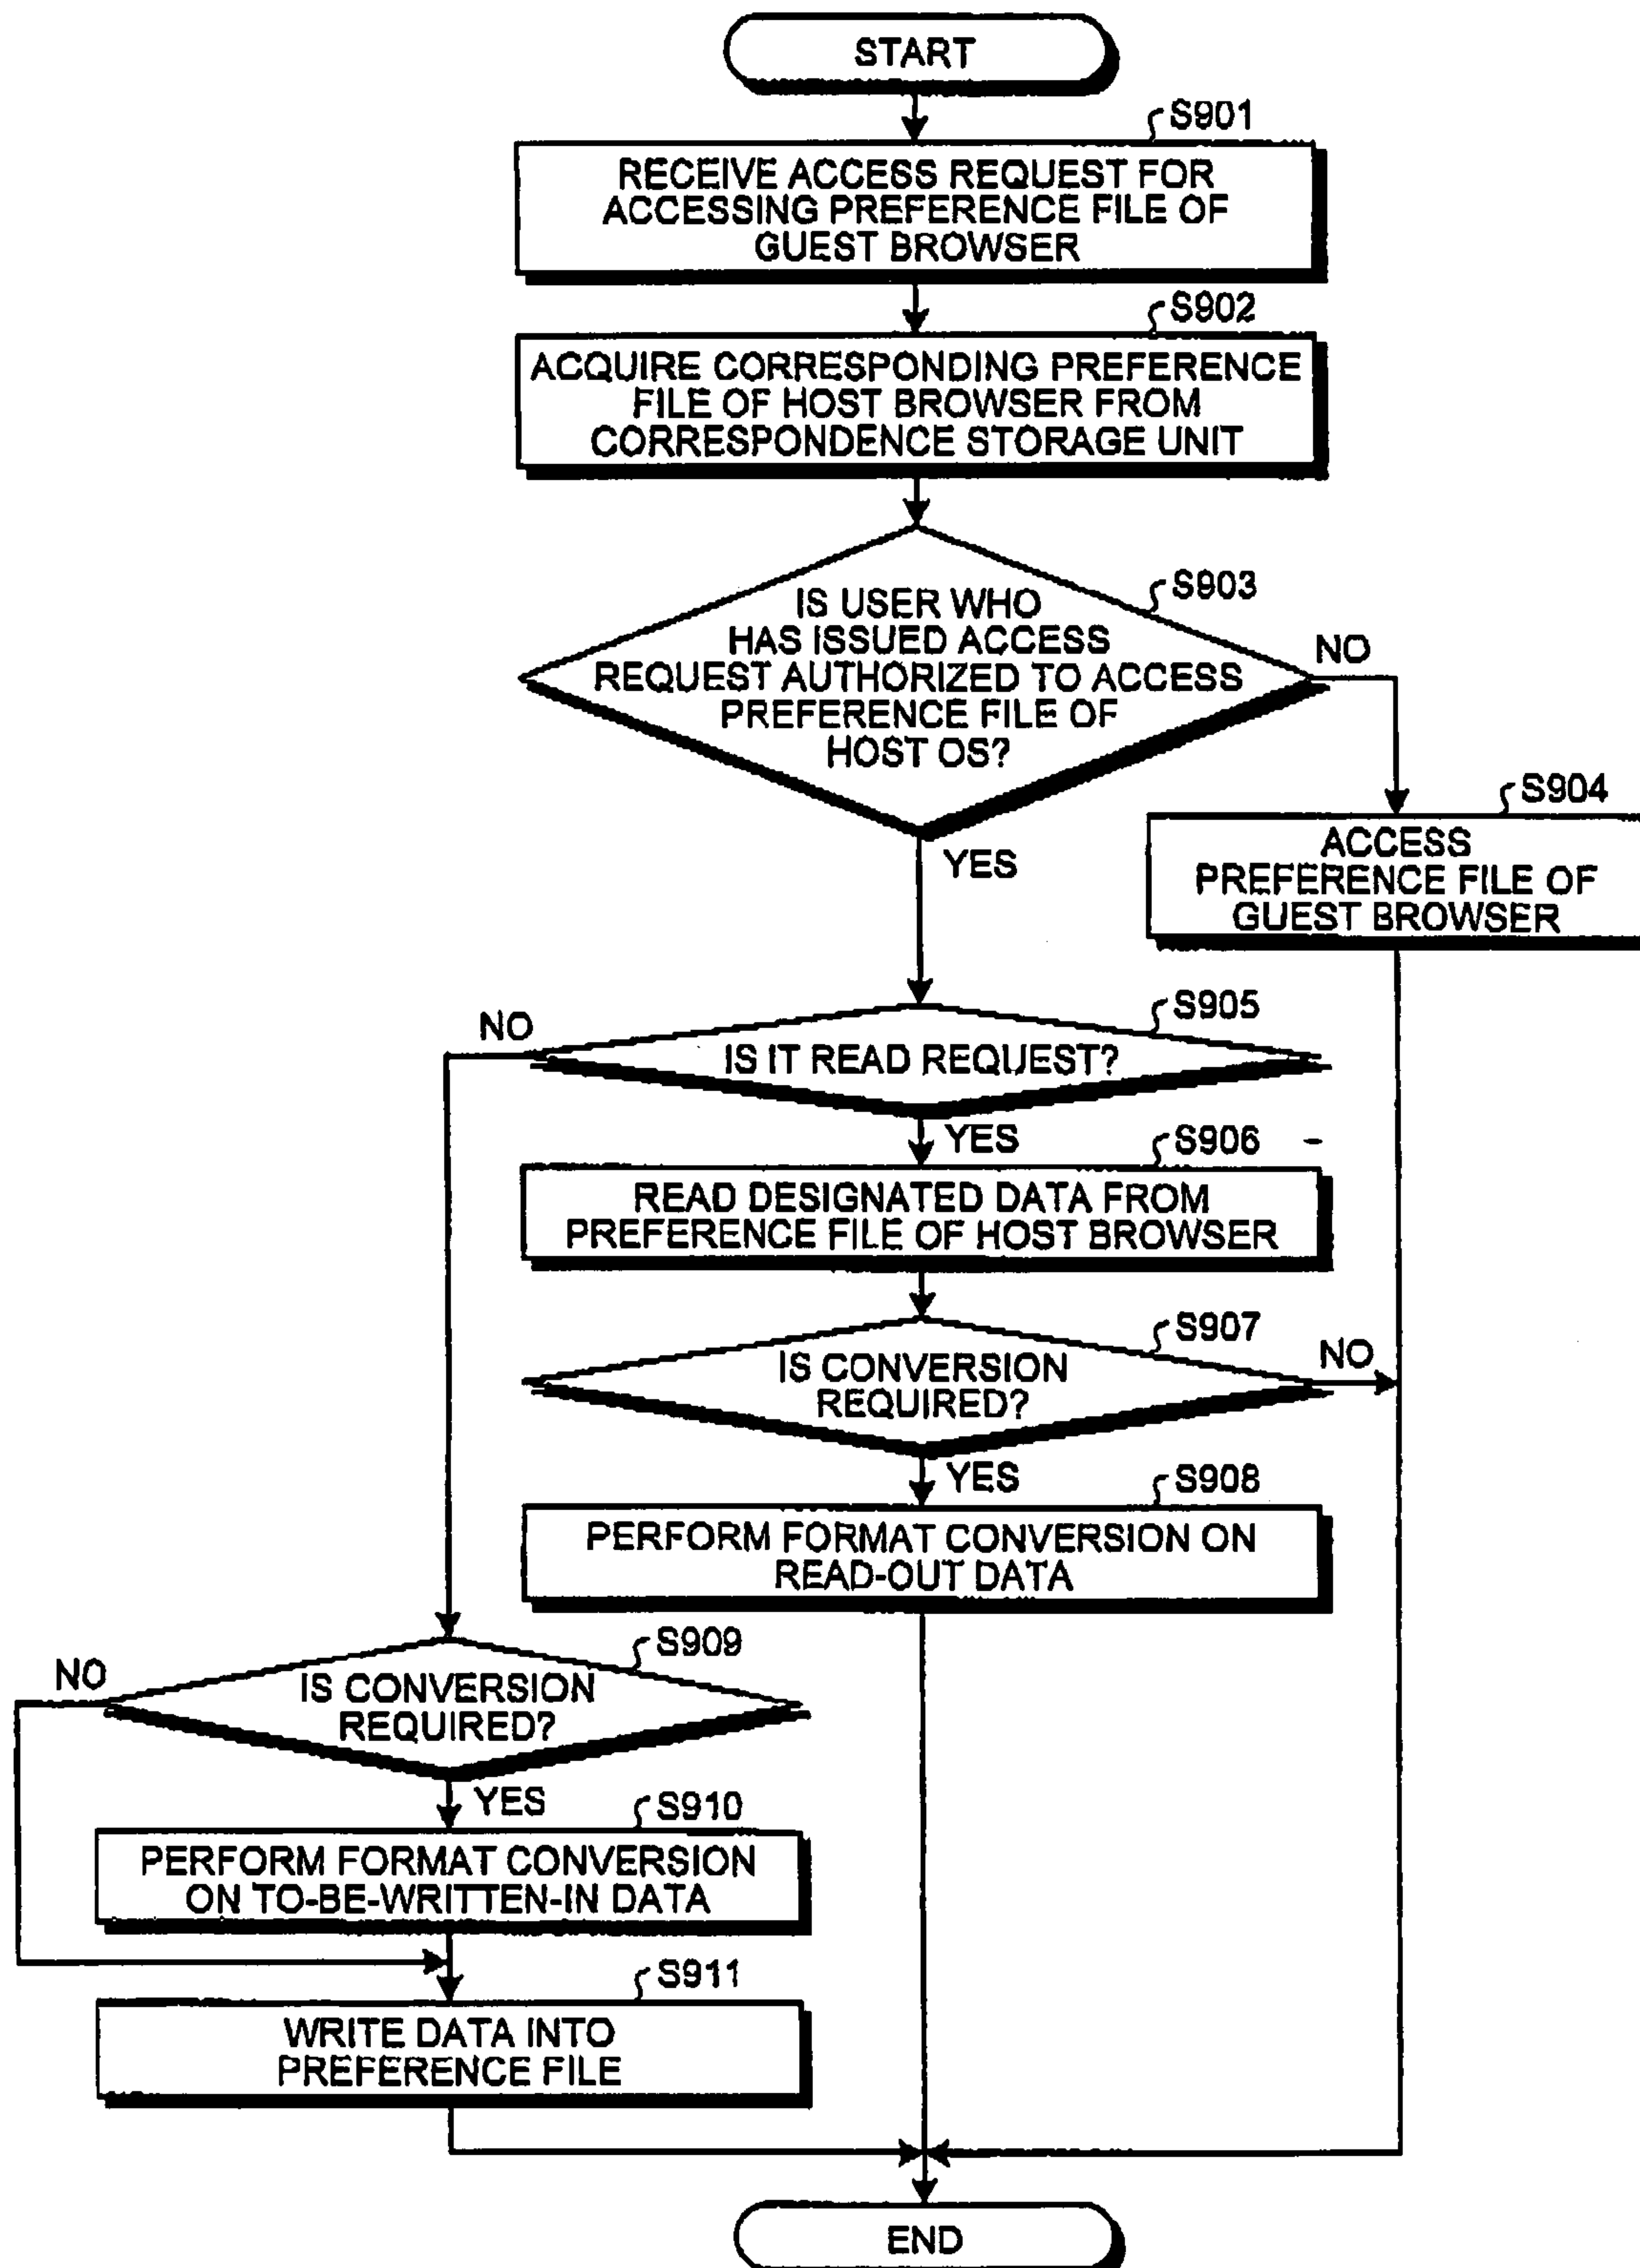 START
S901
RECEIVE ACCESS REQUEST FOR
ACCESSING PREFERENCE FILE OF
GUEST BROWSER
S902
ACQUIRE CORRESPONDING PREFERENCE
FILE OF HOST BROWSER FROM
CORRESPONDENCE STORAGE UNIT
S903
IS USER WHO
HAS ISSUED ACCESS
REQUEST AUTHORIZED TO ACCESS
PREFERENCE FILE OF
HOST OS?
NO
YES
S904
ACCESS
PREFERENCE FILE OF
GUEST BROWSER
S905
NO
IS IT READ REQUEST?
YES
S906
READ DESIGNATED DATA FROM
PREFERENCE FILE OF HOST BROWSER
S907
IS CONVERSION
REQUIRED?
NO
YES
S908
PERFORM FORMAT CONVERSION ON
READ-OUT DATA
S909
NO
IS CONVERSION
REQUIRED?
YES
S910
PERFORM FORMAT CONVERSION
ON TO-BE-WRITTEN-IN DATA
S911
WRITE DATA INTO
PREFERENCE FILE
END